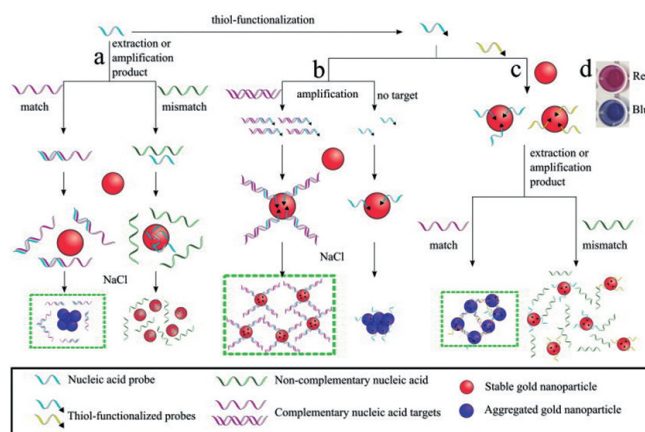 thiol-functionalization
a
extraction or
amplification
product
match
mismatch
NaCl
b
amplification
no target
NaCl
c
extraction or
amplification
product
match
mismatch
d
Nucleic acid probe
Thiol-functionalized probes
Non-complementary nucleic acid
Complementary nucleic acid targets
Stable gold nanoparticle
Aggregated gold nanoparticle